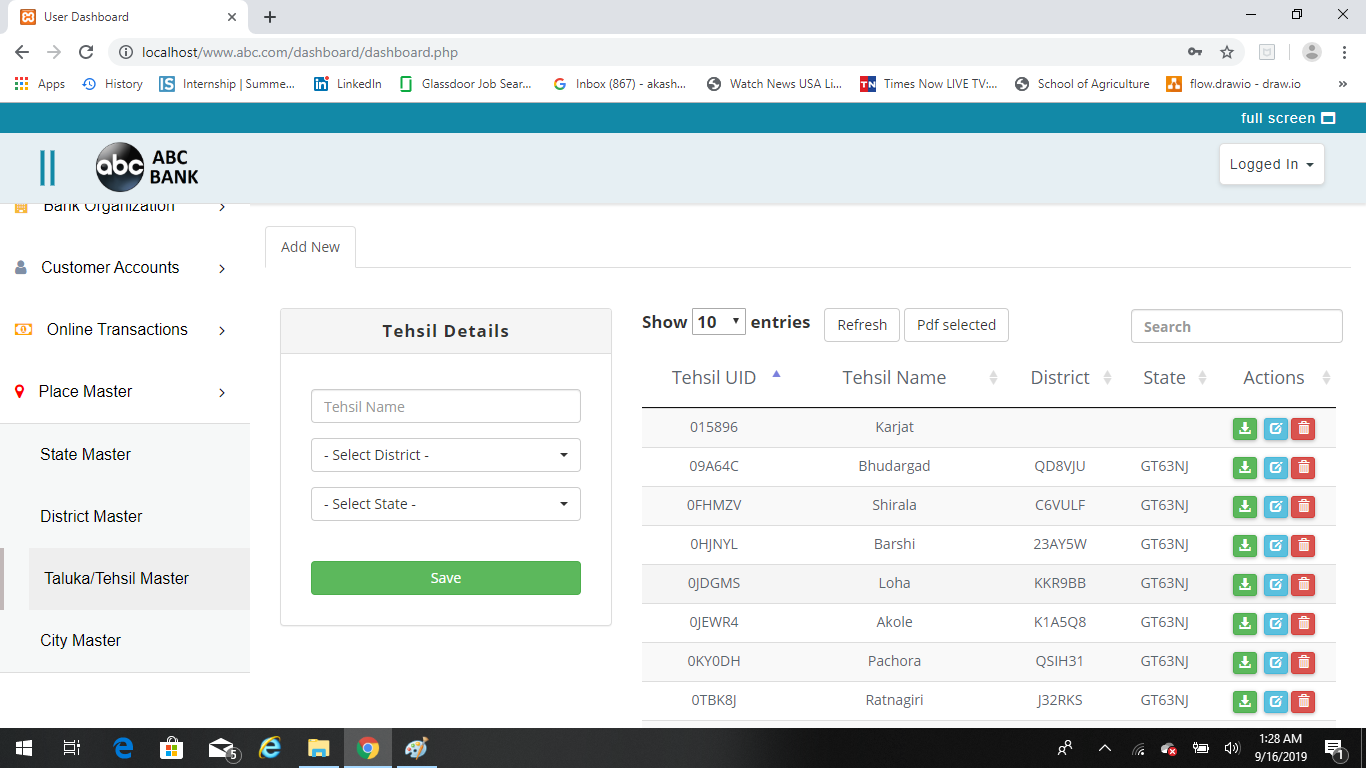 User Dashboard
localhost/www.abc.com/dashboard/dashboard.php
Apps History Internship | Summe... LinkedIn Glassdoor Job Sear... Inbox (867) - akash... Watch News USA Li... Times Now LIVE TV:... School of Agriculture flow.drawio - draw.io »
full screen
abc ABC BANK
Logged In
Bank Organization
Customer Accounts
Online Transactions
Place Master
State Master
District Master
Taluka/Tehsil Master
City Master
Add New
Tehsil Details
Tehsil Name
- Select District -
- Select State -
Save
Show 10 entries Refresh Pdf selected Search
Tehsil UID Tehsil Name District State Actions
015896 Karjat
09A64C Bhudargad QD8VJU GT63NJ
0FHMZV Shirala C6VULF GT63NJ
0HJNYL Barshi 23AY5W GT63NJ
0JDGMS Loha KKR9BB GT63NJ
0JEWR4 Akole K1A5Q8 GT63NJ
0KY0DH Pachora QSIH31 GT63NJ
0TBK8J Ratnagiri J32RKS GT63NJ
5
1:28 AM
9/16/2019
1